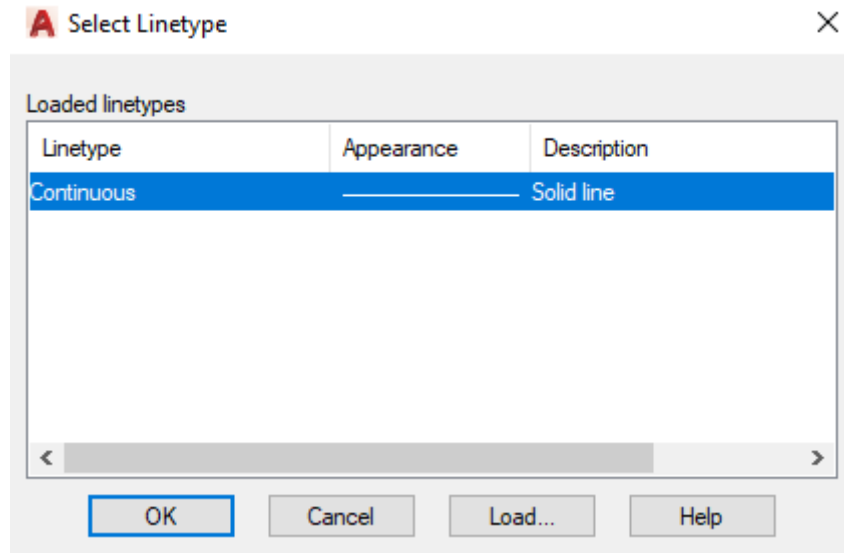 Select Linetype
Loaded linetypes
Linetype Appearance Description
Continuous Solid line
OK Cancel Load... Help